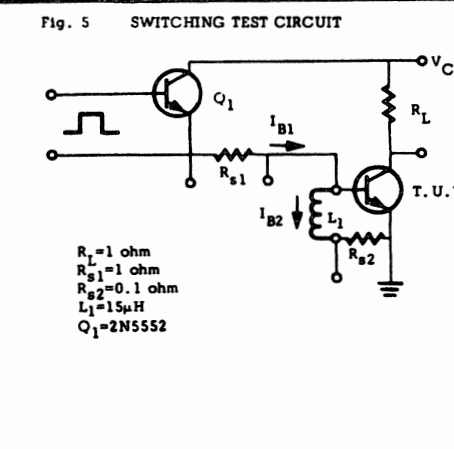 Fig. 5 SWITCHING TEST CIRCUIT
VC
Q1
RL
IB1
Rs1
T.U.
IB2
L1
Rs2
RL=1 ohm
Rs1=1 ohm
Rs2=0.1 ohm
L1=15µH
Q1=2N5552